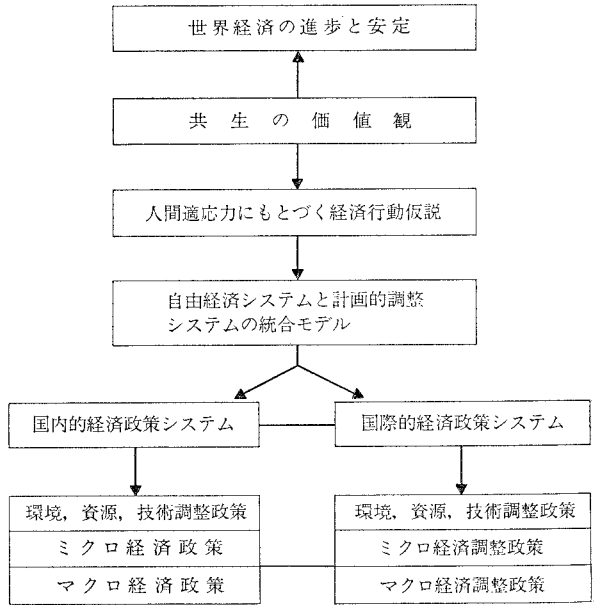 世界経済の進歩と安定
共生の価値観
人間適応力にもとづく経済行動仮説
自由経済システムと計画的調整
システムの統合モデル
国内的経済政策システム
国際的経済政策システム
環境，資源，技術調整政策
ミクロ経済政策
マクロ経済政策
環境，資源，技術調整政策
ミクロ経済調整政策
マクロ経済調整政策